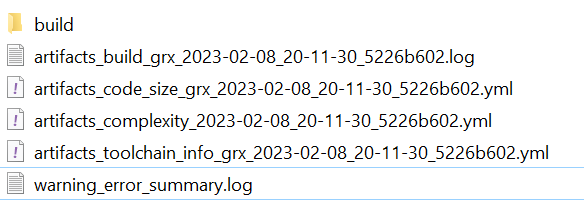 build
artifacts_build_grx_2023-02-08_20-11-30_5226b602.log
artifacts_code_size_grx_2023-02-08_20-11-30_5226b602.yml
artifacts_complexity_2023-02-08_20-11-30_5226b602.yml
artifacts_toolchain_info_grx_2023-02-08_20-11-30_5226b602.yml
warning_error_summary.log